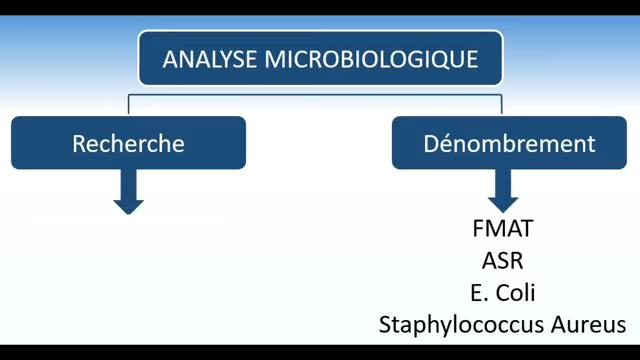 ANALYSE MICROBIOLOGIQUE
Recherche
Dénombrement
FMAT
ASR
E. Coli
Staphylococcus Aureus